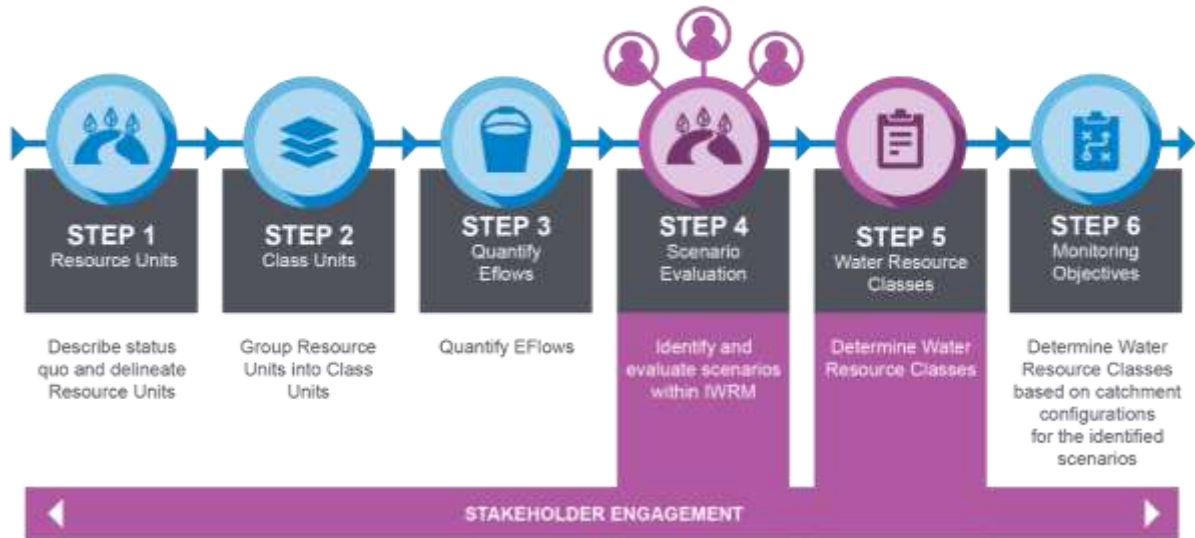 STEP 1
Resource Units
STEP 2
Class Units
STEP 3
Quantify
Eflows
STEP 4
Scenario
Evaluation
STEP 5
Water Resource
Classes
STEP 6
Monitoring
Objectives
Describe status
quo and delineate
Resource Units
Group Resource
Units into Class
Units
Quantify EFlows
Identify and
evaluate scenarios
within IWRM
Determine Water
Resource Classes
Determine Water
Resource Classes
based on catchment
configurations
for the identified
scenarios
STAKEHOLDER ENGAGEMENT